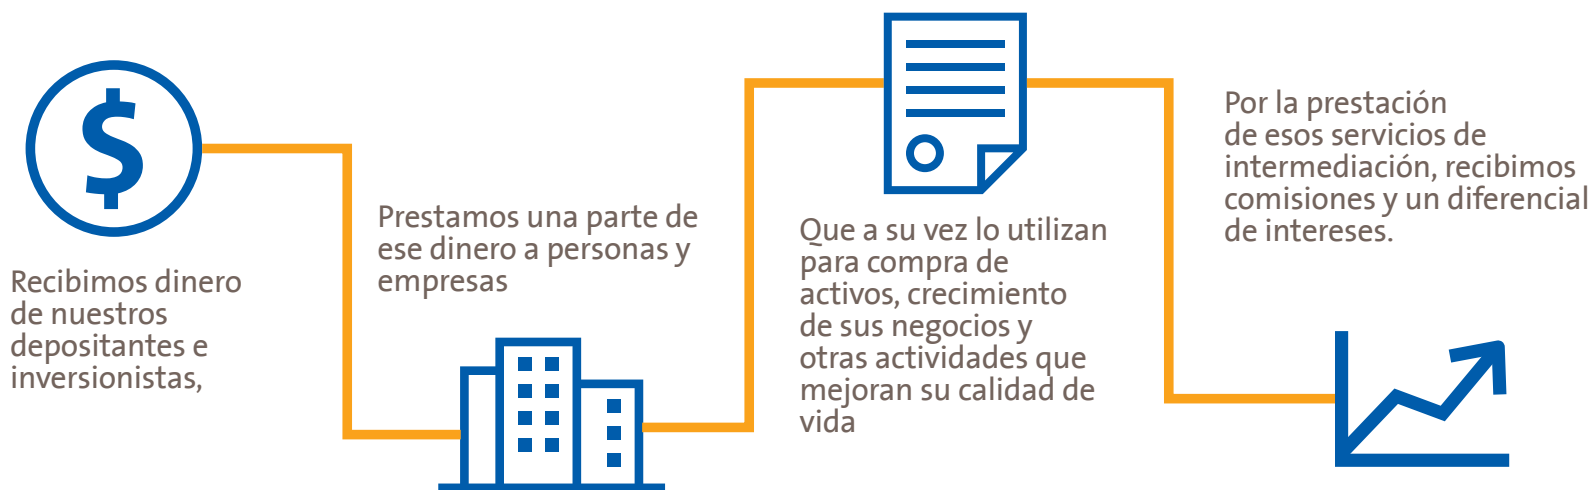 $
Recibimos dinero
de nuestros
depositantes e
inversionistas,
Prestamos una parte de
ese dinero a personas y
empresas
Que a su vez lo utilizan
para compra de
activos, crecimiento
de sus negocios y
otras actividades que
mejoran su calidad de
vida
Por la prestación
de esos servicios de
intermediación, recibimos
comisiones y un diferencial
de intereses.